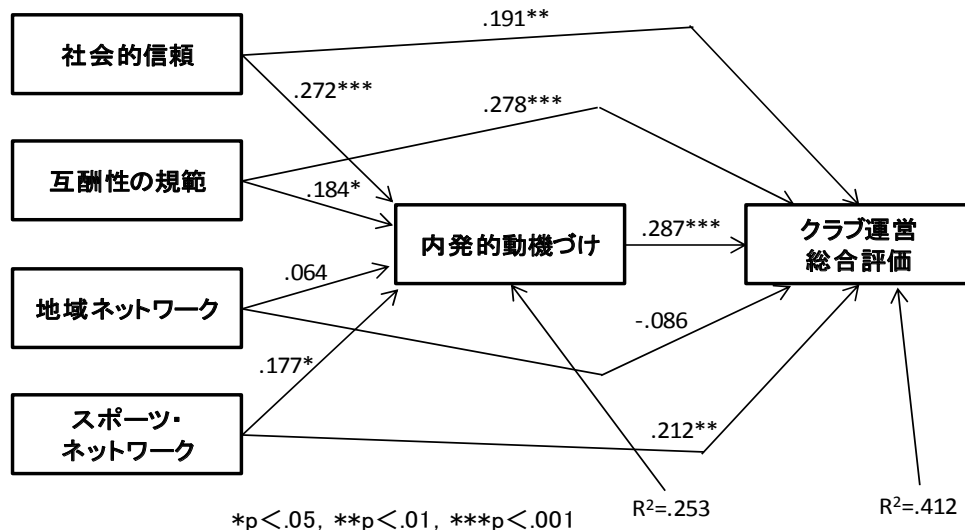 .191**
社会的信頼
.272***
.278***
互酬性の規範
.184*
内発的動機づけ
.287***
クラブ運営
総合評価
.064
地域ネットワーク
-.086
.177*
スポーツ・
ネットワーク
.212**
*p<.05, **p<.01, ***p<.001
R²=.253
R²=.412